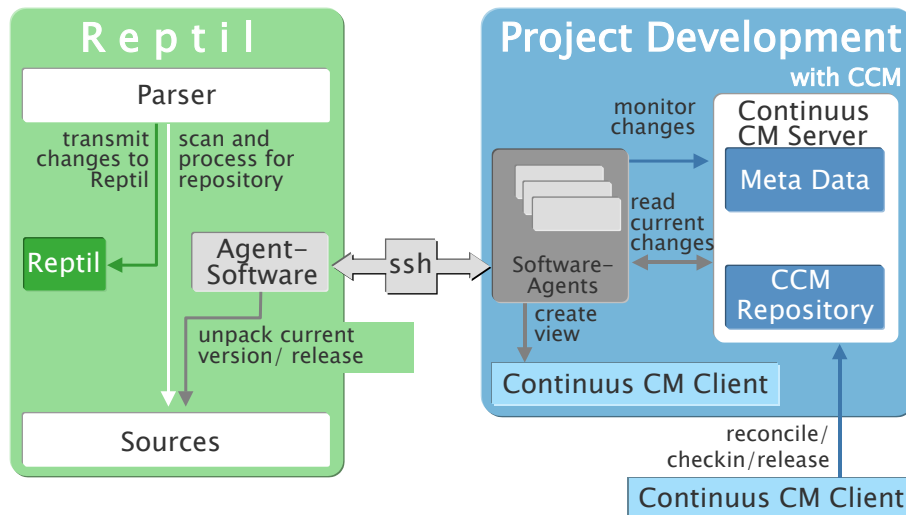 Reptil
Parser
transmit
changes to
Reptil
scan and
process for
repository
Reptil
Agent-
Software
unpack current
version/ release
Sources
ssh
Project Development
with CCM
monitor
changes
Continuus
CM Server
Meta Data
read
current
changes
Software-
Agents
CCM
Repository
create
view
Continuus CM Client
reconcile/
checkin/release
Continuus CM Client